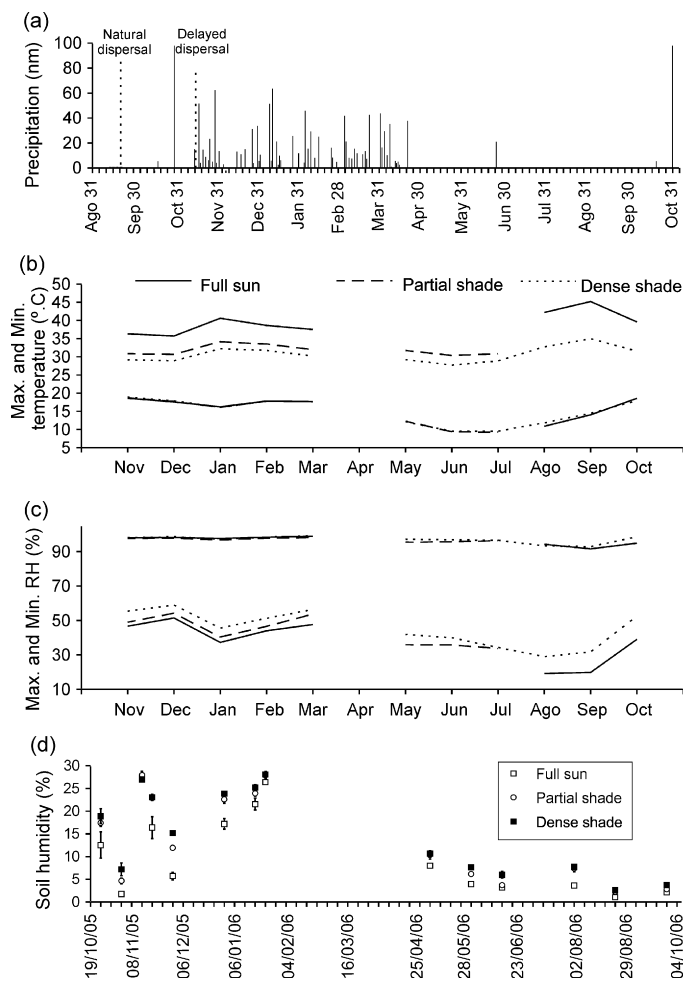 (a)
Natural dispersal
Delayed dispersal
Precipitation (nm)
100
80
60
40
20
0
Ago 31
Sep 30
Oct 31
Nov 31
Dec 31
Jan 31
Feb 28
Mar 31
Apr 30
May 31
Jun 30
Jul 31
Ago 31
Sep 30
Oct 31
(b)
Full sun
Partial shade
Dense shade
Max. and Min.
temperature (º.C)
50
45
40
35
30
25
20
15
10
5
Nov Dec Jan Feb Mar Apr May Jun Jul Ago Sep Oct
(c)
Max. and Min. RH (%)
90
70
50
30
10
Nov Dec Jan Feb Mar Apr May Jun Jul Ago Sep Oct
(d)
Soil humidity (%)
30
25
20
15
10
5
0
Full sun
Partial shade
Dense shade
19/10/05
08/11/05
06/12/05
06/01/06
04/02/06
16/03/06
25/04/06
28/05/06
23/06/06
02/08/06
29/08/06
04/10/06